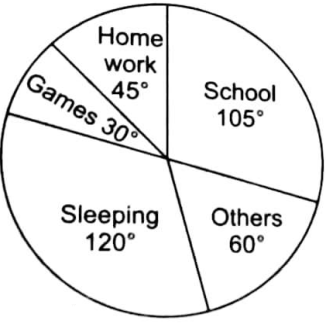 Home
work
45°
School
105°
Games 30°
Sleeping
120°
Others
60°